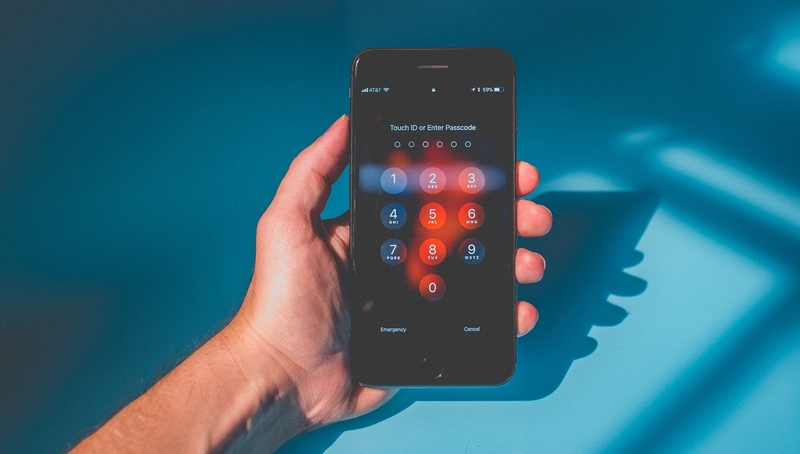 AT&T 59%
Touch ID or Enter Passcode
1 2 3
ABC DEF
4 5 6
GHI JKL MNO
7 8 9
PQRS TUV WXYZ
0
Emergency Cancel